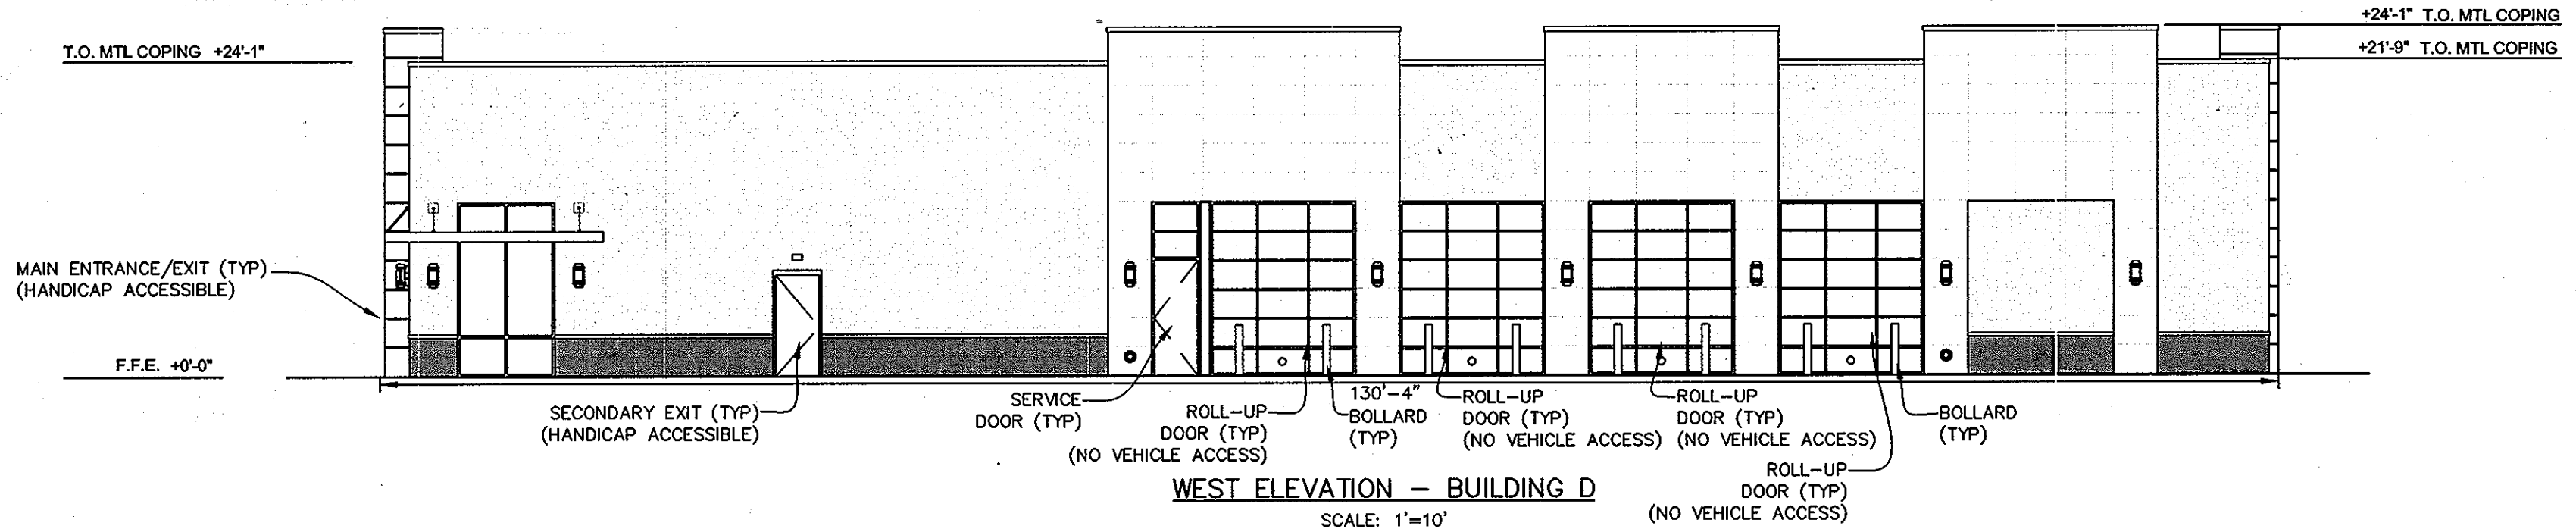 +24'-1" T.O. MTL COPING
T.O. MTL COPING +24'-1"
+21'-9" T.O. MTL COPING
MAIN ENTRANCE/EXIT (TYP)
(HANDICAP ACCESSIBLE)
F.F.E. +0'-0"
SECONDARY EXIT (TYP)
(HANDICAP ACCESSIBLE)
SERVICE
DOOR (TYP)
ROLL-UP
DOOR (TYP)
(NO VEHICLE ACCESS)
130'-4"
BOLLARD
(TYP)
ROLL-UP
DOOR (TYP)
(NO VEHICLE ACCESS)
ROLL-UP
DOOR (TYP)
(NO VEHICLE ACCESS)
ROLL-UP
DOOR (TYP)
(NO VEHICLE ACCESS)
BOLLARD
(TYP)
WEST ELEVATION - BUILDING D
SCALE: 1'=10'